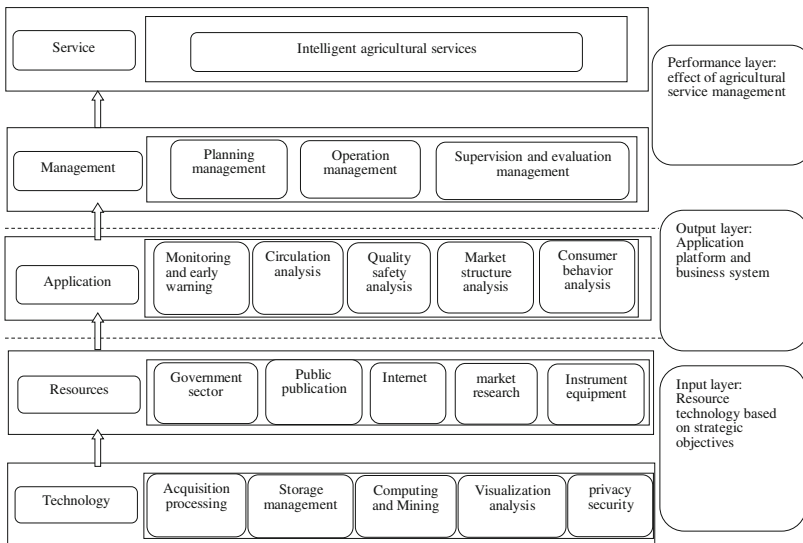 Service
Intelligent agricultural services
Performance layer:
effect of agricultural
service management
Management
Planning
management
Operation
management
Supervision and evaluation
management
Output layer:
Application
platform and
business system
Application
Monitoring
and early
warning
Circulation
analysis
Quality
safety
analysis
Market
structure
analysis
Consumer
behavior
analysis
Resources
Government
sector
Public
publication
Internet
market
research
Instrument
equipment
Input layer:
Resource
technology based
on strategic
objectives
Technology
Acquisition
processing
Storage
management
Computing
and Mining
Visualization
analysis
privacy
security